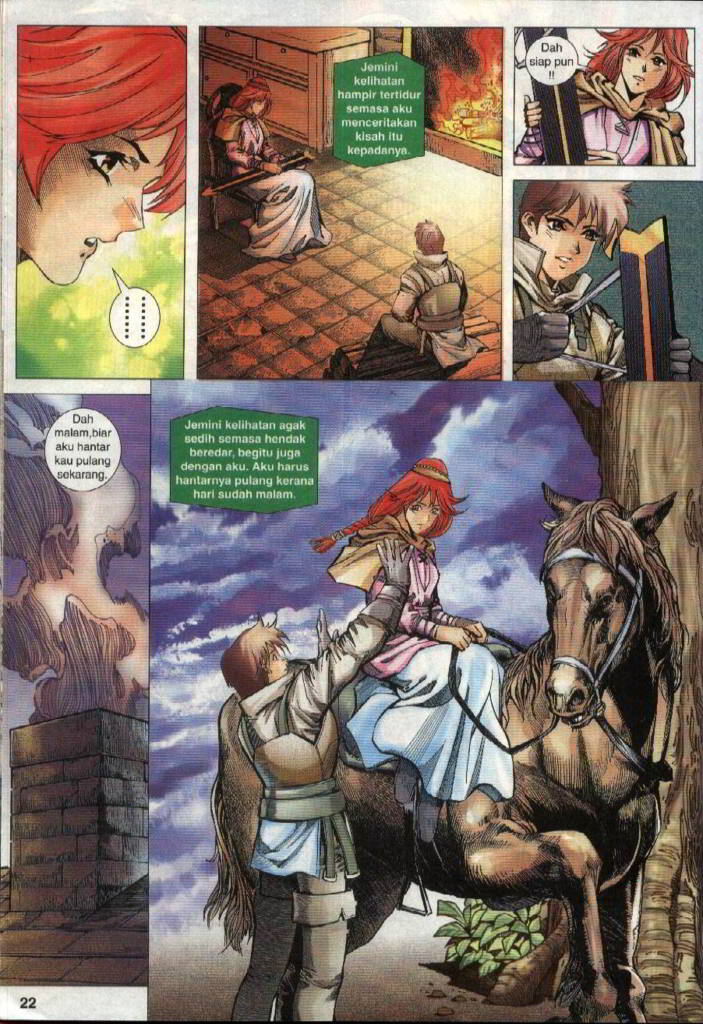 Jemini
kelihatan
hampir tertidur
semasa aku
menceritakan
kisah itu
kepadanya.
Dah
siap pun
!!
Dah
malam,biar
aku hantar
kau pulang
sekarang.
Jemini kelihatan agak
sedih semasa hendak
beredar, begitu juga
dengan aku. Aku harus
hantarnya pulang kerana
hari sudah malam.
22